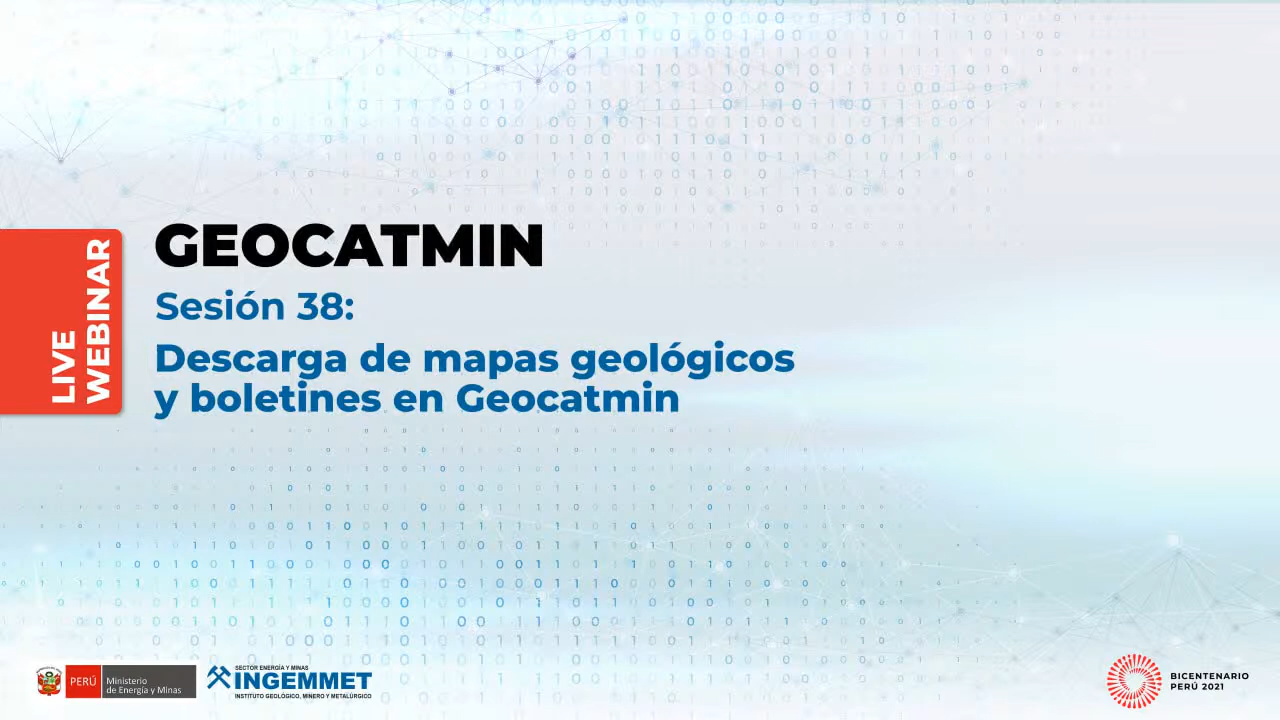 GEOCATMIN
Sesión 38:
Descarga de mapas geológicos
y boletines en Geocatmin
LIVE
WEBINAR
PERÚ
Ministerio
de Energía y Minas
SECTOR ENERGÍA Y MINAS
INGEMMET
INSTITUTO GEOLÓGICO, MINERO Y METALÚRGICO
BICENTENARIO
PERÚ 2021